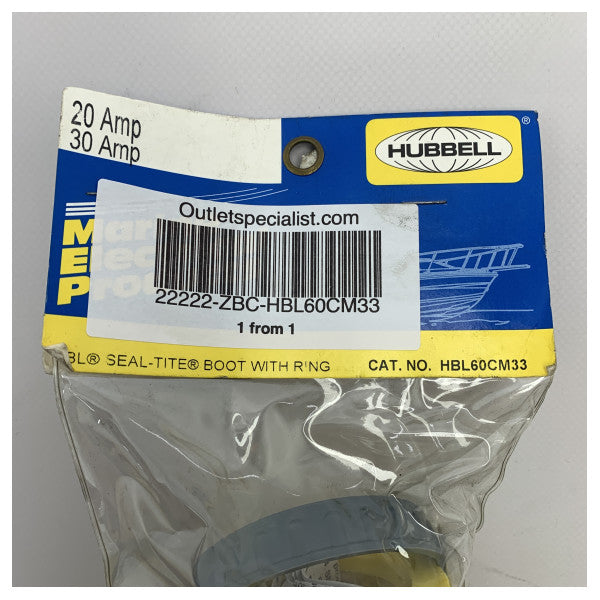 20 Amp
30 Amp
HUBBELL
®
Outletspecialist.com
22222-ZBC-HBL60CM33
1 from 1
BL® SEAL-TITE® BOOT WITH RING
CAT. NO. HBL60CM33